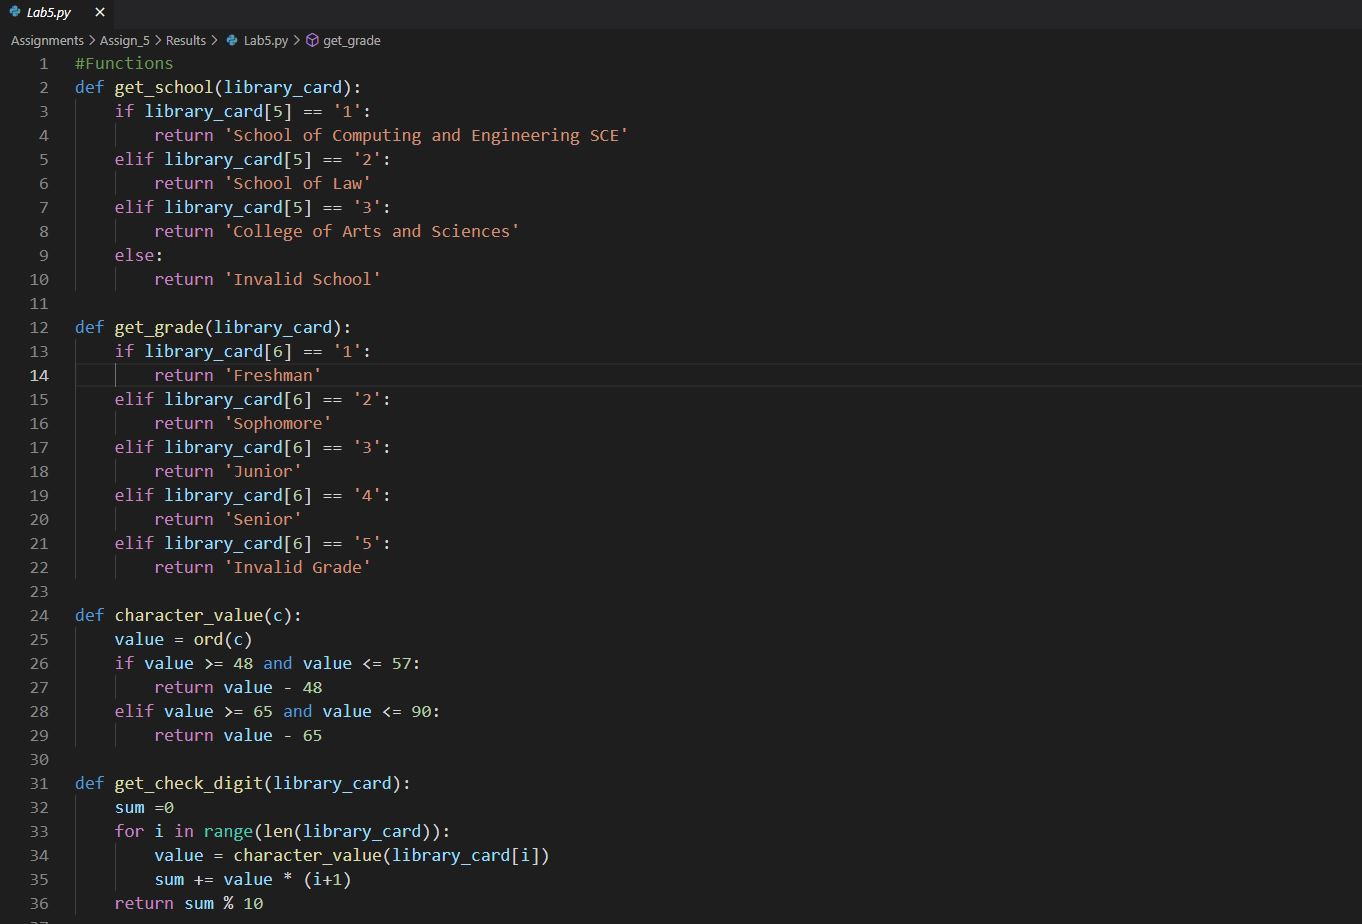 Lab5.py ×
Assignments > Assign_5 > Results > Lab5.py > get_grade
1 #Functions
2 def get_school(library_card):
3     if library_card[5] == '1':
4         return 'School of Computing and Engineering SCE'
5     elif library_card[5] == '2':
6         return 'School of Law'
7     elif library_card[5] == '3':
8         return 'College of Arts and Sciences'
9     else:
10         return 'Invalid School'
11
12 def get_grade(library_card):
13     if library_card[6] == '1':
14         return 'Freshman'
15     elif library_card[6] == '2':
16         return 'Sophomore'
17     elif library_card[6] == '3':
18         return 'Junior'
19     elif library_card[6] == '4':
20         return 'Senior'
21     elif library_card[6] == '5':
22         return 'Invalid Grade'
23
24 def character_value(c):
25     value = ord(c)
26     if value >= 48 and value <= 57:
27         return value - 48
28     elif value >= 65 and value <= 90:
29         return value - 65
30
31 def get_check_digit(library_card):
32     sum =0
33     for i in range(len(library_card)):
34         value = character_value(library_card[i])
35         sum += value * (i+1)
36     return sum % 10